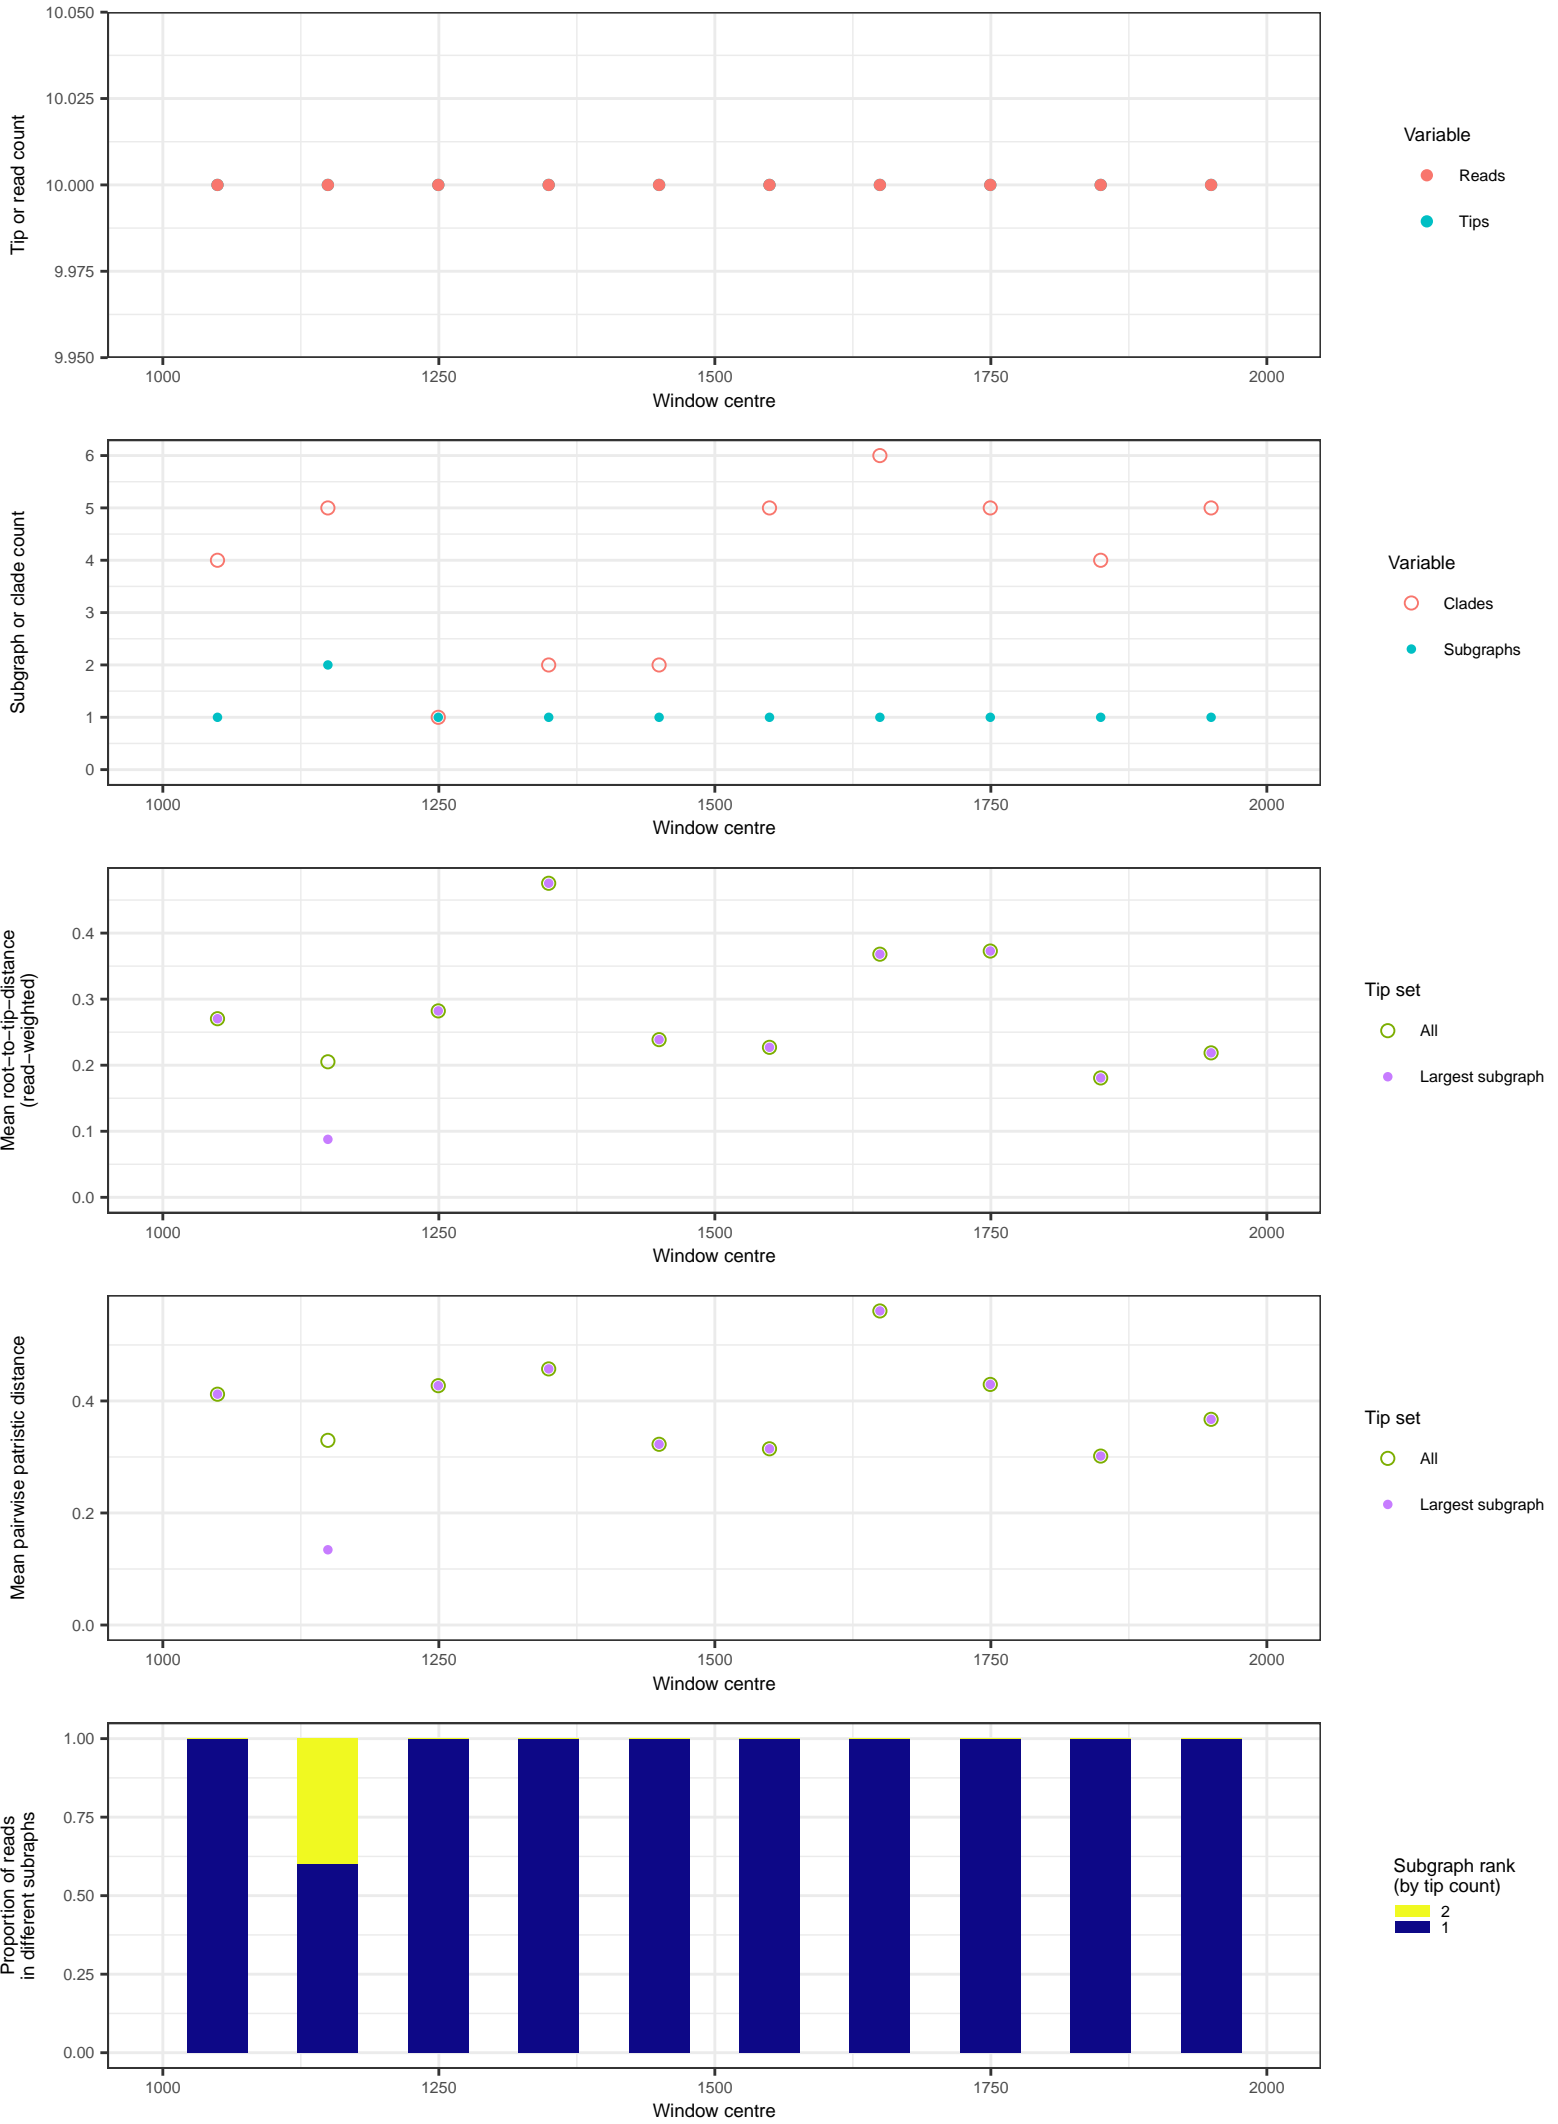 10.050
10.025
10.000
9.975
9.950
Tip or read count
1000 1250 1500 1750 2000
Window centre
Variable
Reads
Tips
6
5
4
3
2
1
0
Subgraph or clade count
1000 1250 1500 1750 2000
Window centre
Variable
Clades
Subgraphs
0.4
0.3
0.2
0.1
0.0
Mean root−to−tip−distance
(read−weighted)
1000 1250 1500 1750 2000
Window centre
Tip set
All
Largest subgraph
0.4
0.2
0.0
Mean pairwise patristic distance
1000 1250 1500 1750 2000
Window centre
Tip set
All
Largest subgraph
1.00
0.75
0.50
0.25
0.00
Proportion of reads
in different subraphs
1000 1250 1500 1750 2000
Window centre
Subgraph rank
(by tip count)
2
1